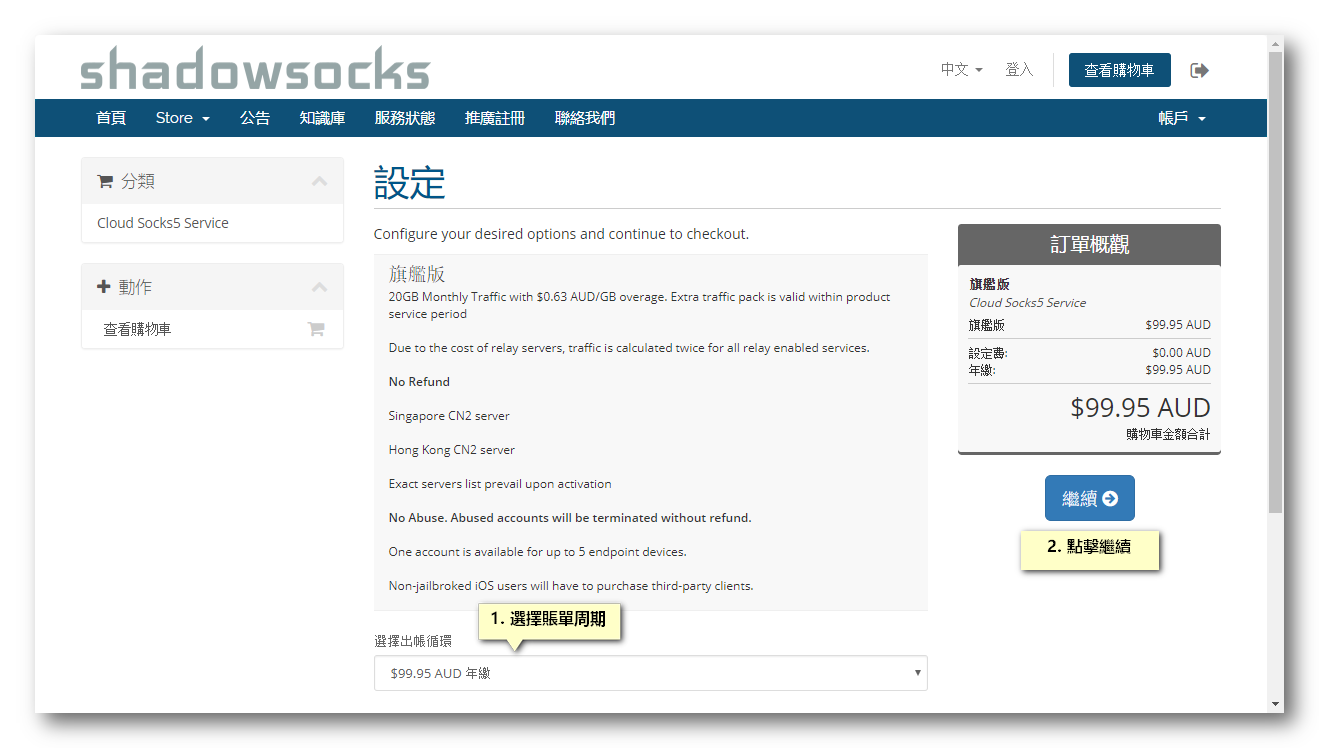 shadowsocks
中文 登入 查看購物車
首頁 Store 公告 知識庫 服務狀態 推廣註冊 聯絡我們 帳戶
分類
Cloud Socks5 Service
動作
查看購物車
設定
Configure your desired options and continue to checkout.
旗艦版
20GB Monthly Traffic with $0.63 AUD/GB overage. Extra traffic pack is valid within product
service period
Due to the cost of relay servers, traffic is calculated twice for all relay enabled services.
No Refund
Singapore CN2 server
Hong Kong CN2 server
Exact servers list prevail upon activation
No Abuse. Abused accounts will be terminated without refund.
One account is available for up to 5 endpoint devices.
Non-jailbroked iOS users will have to purchase third-party clients.
1. 選擇賬單周期
選擇出帳循環
$99.95 AUD 年繳
訂單概觀
旗艦版
Cloud Socks5 Service
旗艦版 $99.95 AUD
設定費: $0.00 AUD
年繳: $99.95 AUD
$99.95 AUD
購物車金額合計
繼續
2. 點擊繼續